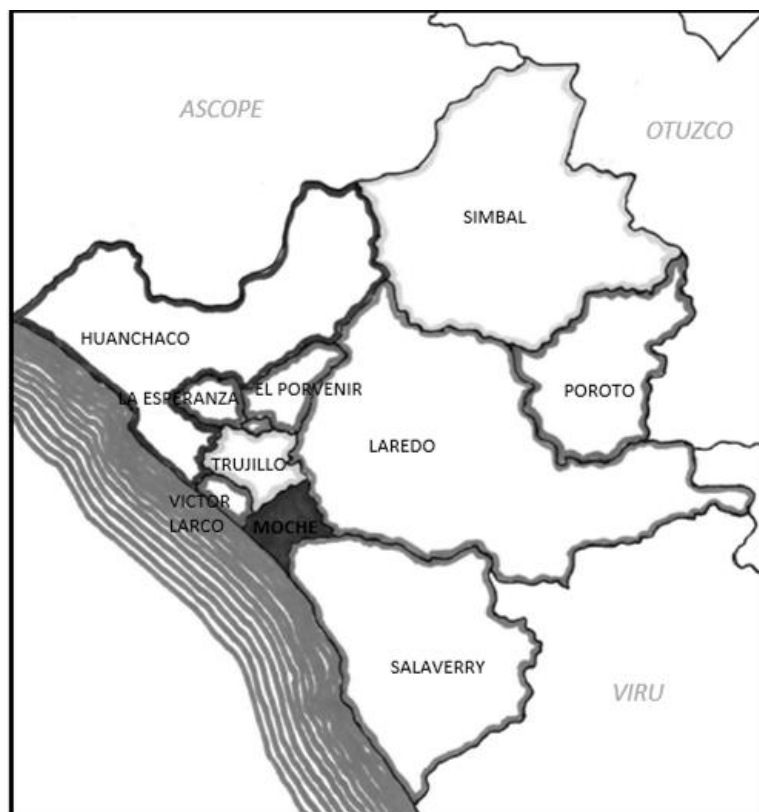 ASCOPE
OTUZCO
SIMBAL
HUANCHACO
LA ESPERANZA
EL PORVENIR
POROTO
LAREDO
TRUJILLO
VICTOR
LARCO
MOCHE
SALAVERRY
VIRU